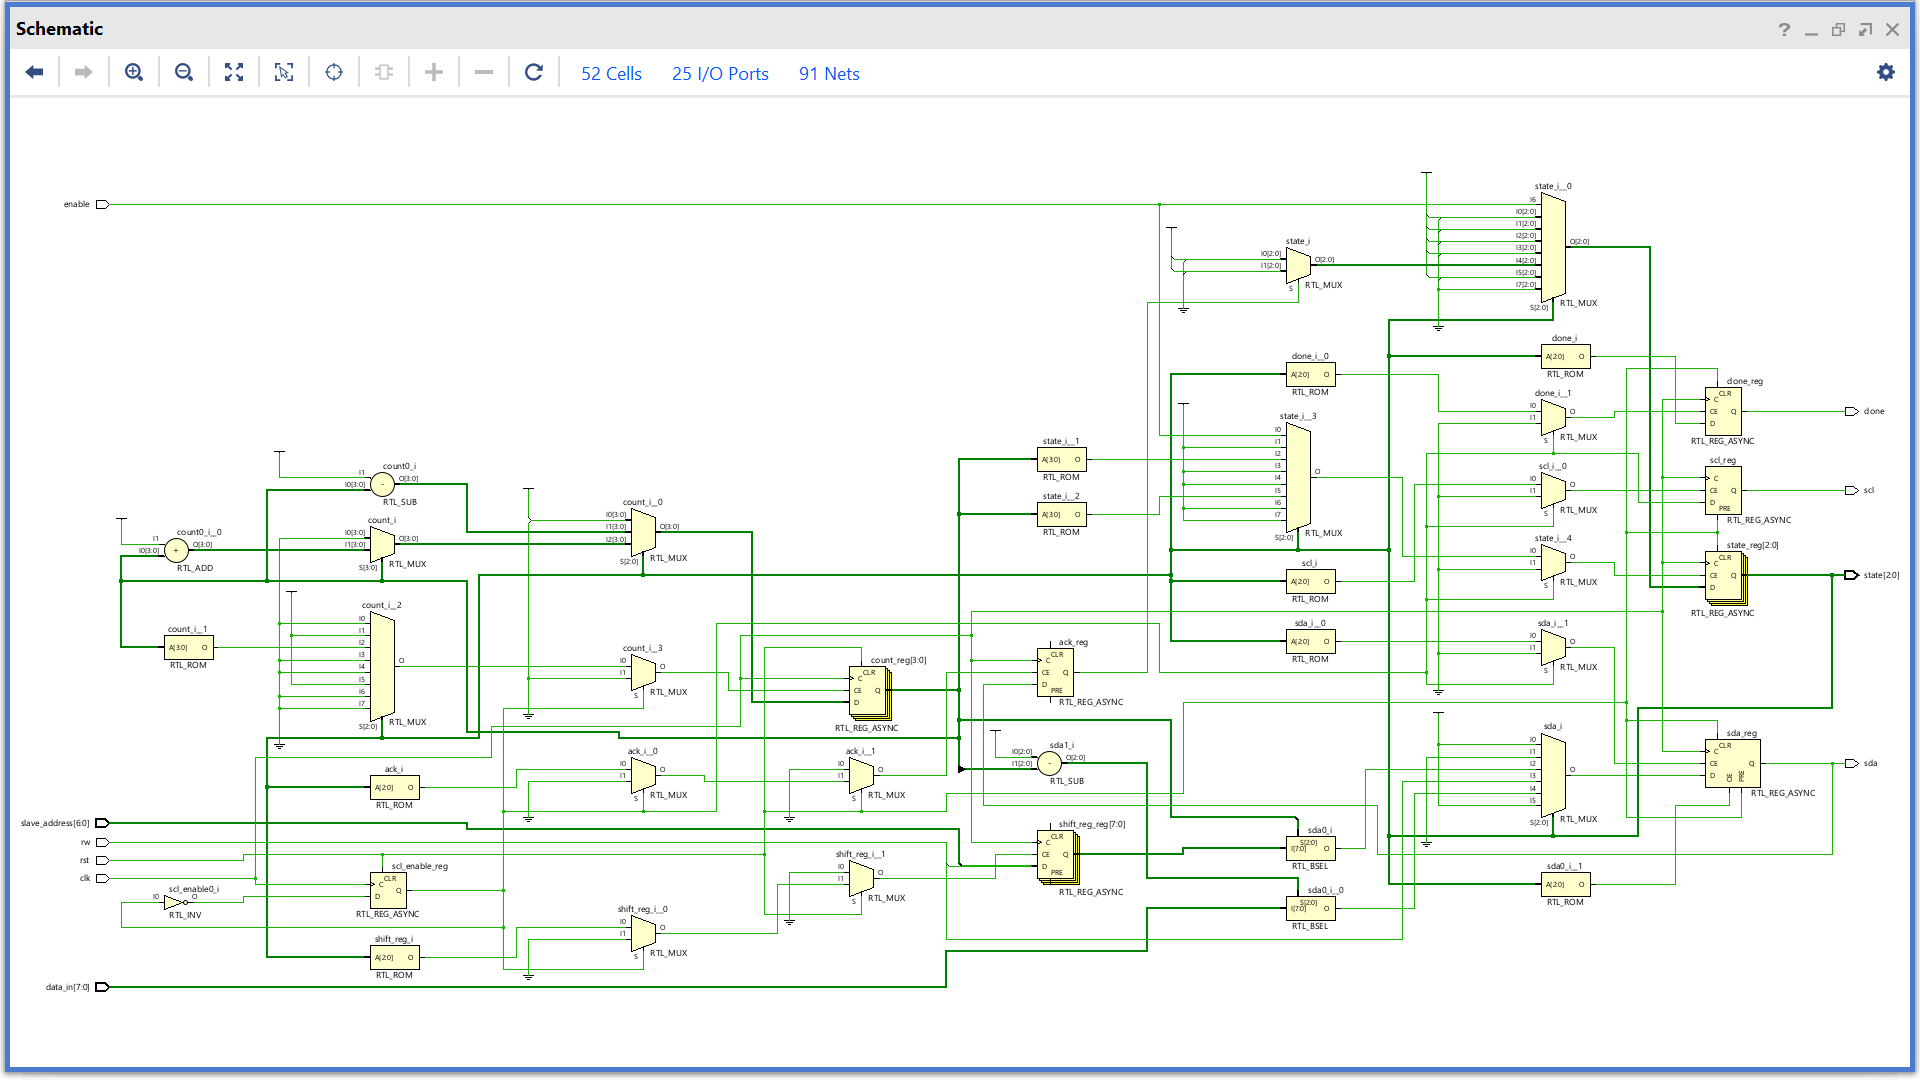 Schematic
52 Cells 25 I/O Ports 91 Nets
enable
state_i__0
I6
I0[2:0]
I1[2:0]
I2[2:0]
I3[2:0]
I4[2:0]
I5[2:0]
I7[2:0]
O[2:0]
S[2:0]
RTL_MUX
state_i
I0[2:0]
I1[2:0]
O[2:0]
S
RTL_MUX
done_i
A[2:0] O
RTL_ROM
done_i__0
A[2:0] O
RTL_ROM
done_i__1
I0
I1
O
S
RTL_MUX
done_reg
CLR
C
CE Q
D
RTL_REG_ASYNC
done
state_i__3
I0
I1
I2
I3
I4
I5
I6
I7
O
S[2:0]
RTL_MUX
state_i__1
A[3:0] O
RTL_ROM
state_i__2
A[3:0] O
RTL_ROM
scl_i__0
I0
I1
O
S
RTL_MUX
scl_reg
C
CE Q
D
PRE
RTL_REG_ASYNC
scl
count0_i
I1
I0[3:0]
-
O[3:0]
RTL_SUB
count0_i__0
I1
I0[3:0]
+
O[3:0]
RTL_ADD
count_i
I0[3:0]
I1[3:0]
O[3:0]
S[3:0]
RTL_MUX
count_i__0
I0[3:0]
I1[3:0]
I2[3:0]
O[3:0]
S[2:0]
RTL_MUX
scl_i
A[2:0] O
RTL_ROM
state_i__4
I0
I1
O
S
RTL_MUX
state_reg[2:0]
CLR
C
CE Q
D
RTL_REG_ASYNC
state[2:0]
count_i__1
A[3:0] O
RTL_ROM
count_i__2
I0
I1
I2
I3
I4
I5
I6
I7
O
S[2:0]
RTL_MUX
count_i__3
I0
I1
O
S
RTL_MUX
count_reg[3:0]
CLR
C
CE Q
D
RTL_REG_ASYNC
ack_reg
CLR
C
CE Q
D
PRE
RTL_REG_ASYNC
sda_i__0
A[2:0] O
RTL_ROM
sda_i__1
I0
I1
O
S
RTL_MUX
ack_i
A[2:0] O
RTL_ROM
ack_i__0
I0
I1
O
S
RTL_MUX
ack_i__1
I0
I1
O
S
RTL_MUX
sda1_i
I0[2:0]
I1[2:0]
-
O[2:0]
RTL_SUB
sda_i
I0
I1
I2
I3
I4
I5
O
S[2:0]
RTL_MUX
sda_reg
CLR
C
CE Q
D
OE PRE
RTL_REG_ASYNC
sda
slave_address[6:0]
rw
rst
clk
scl_enable0_i
I0 O
RTL_INV
scl_enable_reg
CLR
C
Q
D
RTL_REG_ASYNC
shift_reg_i
A[2:0] O
RTL_ROM
shift_reg_i__0
I0
I1
O
S
RTL_MUX
shift_reg_i__1
I0
I1
O
S
RTL_MUX
shift_reg_reg[7:0]
CLR
C
CE Q
D
PRE
RTL_REG_ASYNC
sda0_i
S[2:0]
I[7:0] O
RTL_BSEL
sda0_i__0
S[2:0]
I[7:0] O
RTL_BSEL
sda0_i__1
A[2:0] O
RTL_ROM
data_in[7:0]